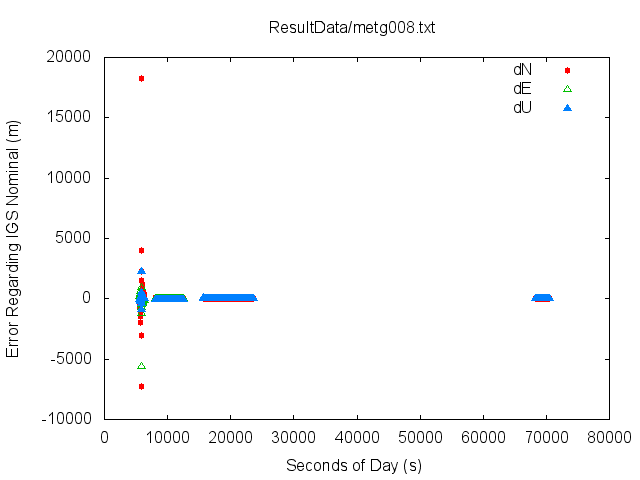 ResultData/metg008.txt
dN
dE
dU
Error Regarding IGS Nominal (m)
20000
15000
10000
5000
0
-5000
-10000
0 10000 20000 30000 40000 50000 60000 70000 80000
Seconds of Day (s)